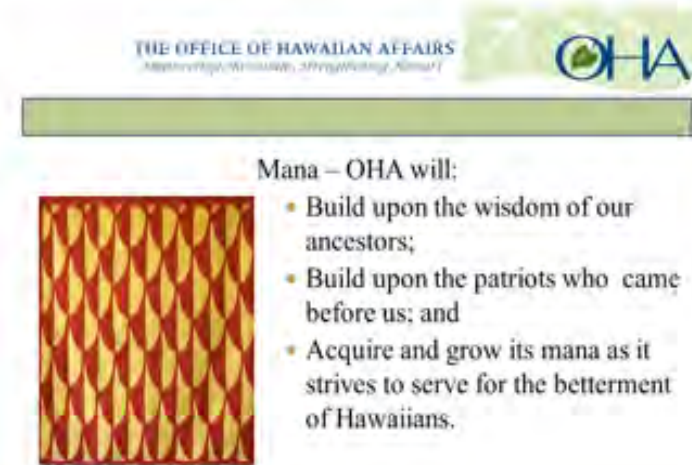 THE OFFICE OF HAWAIIAN AFFAIRS
OHA
Mana – OHA will:
• Build upon the wisdom of our
ancestors;
• Build upon the patriots who came
before us; and
• Acquire and grow its mana as it
strives to serve for the betterment
of Hawaiians.